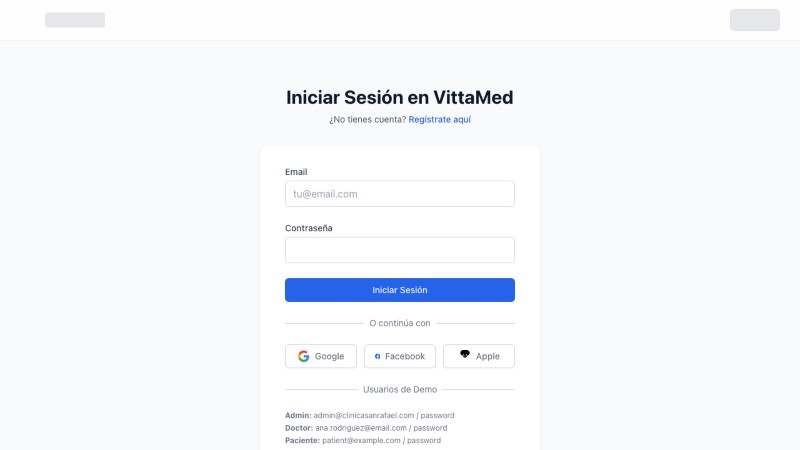 Iniciar Sesión en VittaMed
¿No tienes cuenta? Regístrate aquí
Email
tu@email.com
Contraseña
Iniciar Sesión
O continúa con
Google
Facebook
Apple
Usuarios de Demo
Admin: admin@clinicasanrafael.com / password
Doctor: ana.rodriguez@email.com / password
Paciente: patient@example.com / password